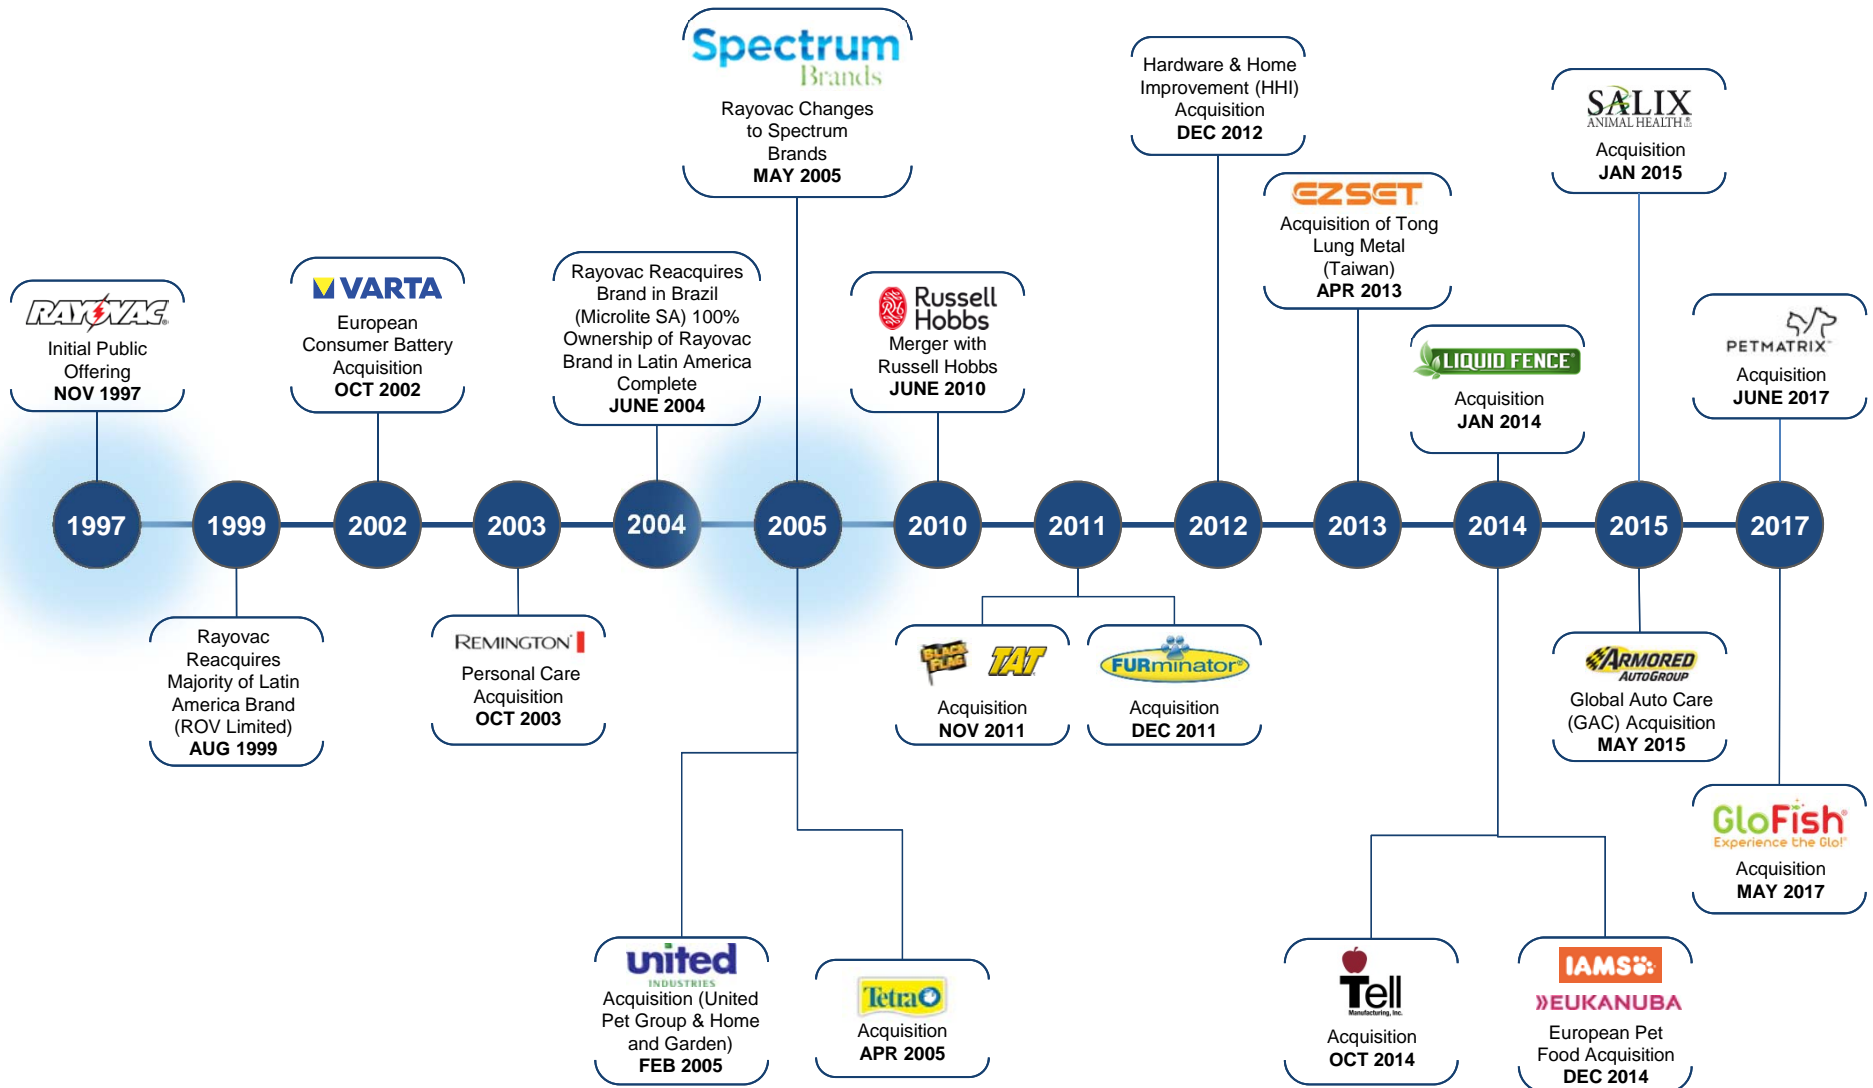 Spectrum
Brands
Rayovac Changes
to Spectrum
Brands
MAY 2005
Hardware & Home
Improvement (HHI)
Acquisition
DEC 2012
SALIX
ANIMAL HEALTH
Acquisition
JAN 2015
EZSET
Acquisition of Tong
Lung Metal
(Taiwan)
APR 2013
RAYOVAC
Initial Public
Offering
NOV 1997
VARTA
European
Consumer Battery
Acquisition
OCT 2002
Rayovac Reacquires
Brand in Brazil
(Microlite SA) 100%
Ownership of Rayovac
Brand in Latin America
Complete
JUNE 2004
RH
Russell
Hobbs
Merger with
Russell Hobbs
JUNE 2010
LIQUID FENCE®
Acquisition
JAN 2014
PETMATRIX™
Acquisition
JUNE 2017
1997
1999
2002
2003
2004
2005
2010
2011
2012
2013
2014
2015
2017
Rayovac
Reacquires
Majority of Latin
America Brand
(ROV Limited)
AUG 1999
REMINGTON
Personal Care
Acquisition
OCT 2003
BLACK
FLAG
TAT
Acquisition
NOV 2011
FURminator®
Acquisition
DEC 2011
ARMORED
AUTOGROUP
Global Auto Care
(GAC) Acquisition
MAY 2015
GloFish®
Experience the Glo!
Acquisition
MAY 2017
united
INDUSTRIES
Acquisition (United
Pet Group & Home
and Garden)
FEB 2005
Tetra
Acquisition
APR 2005
Tell
Manufacturing, Inc.
Acquisition
OCT 2014
IAMS
EUKANUBA
European Pet
Food Acquisition
DEC 2014